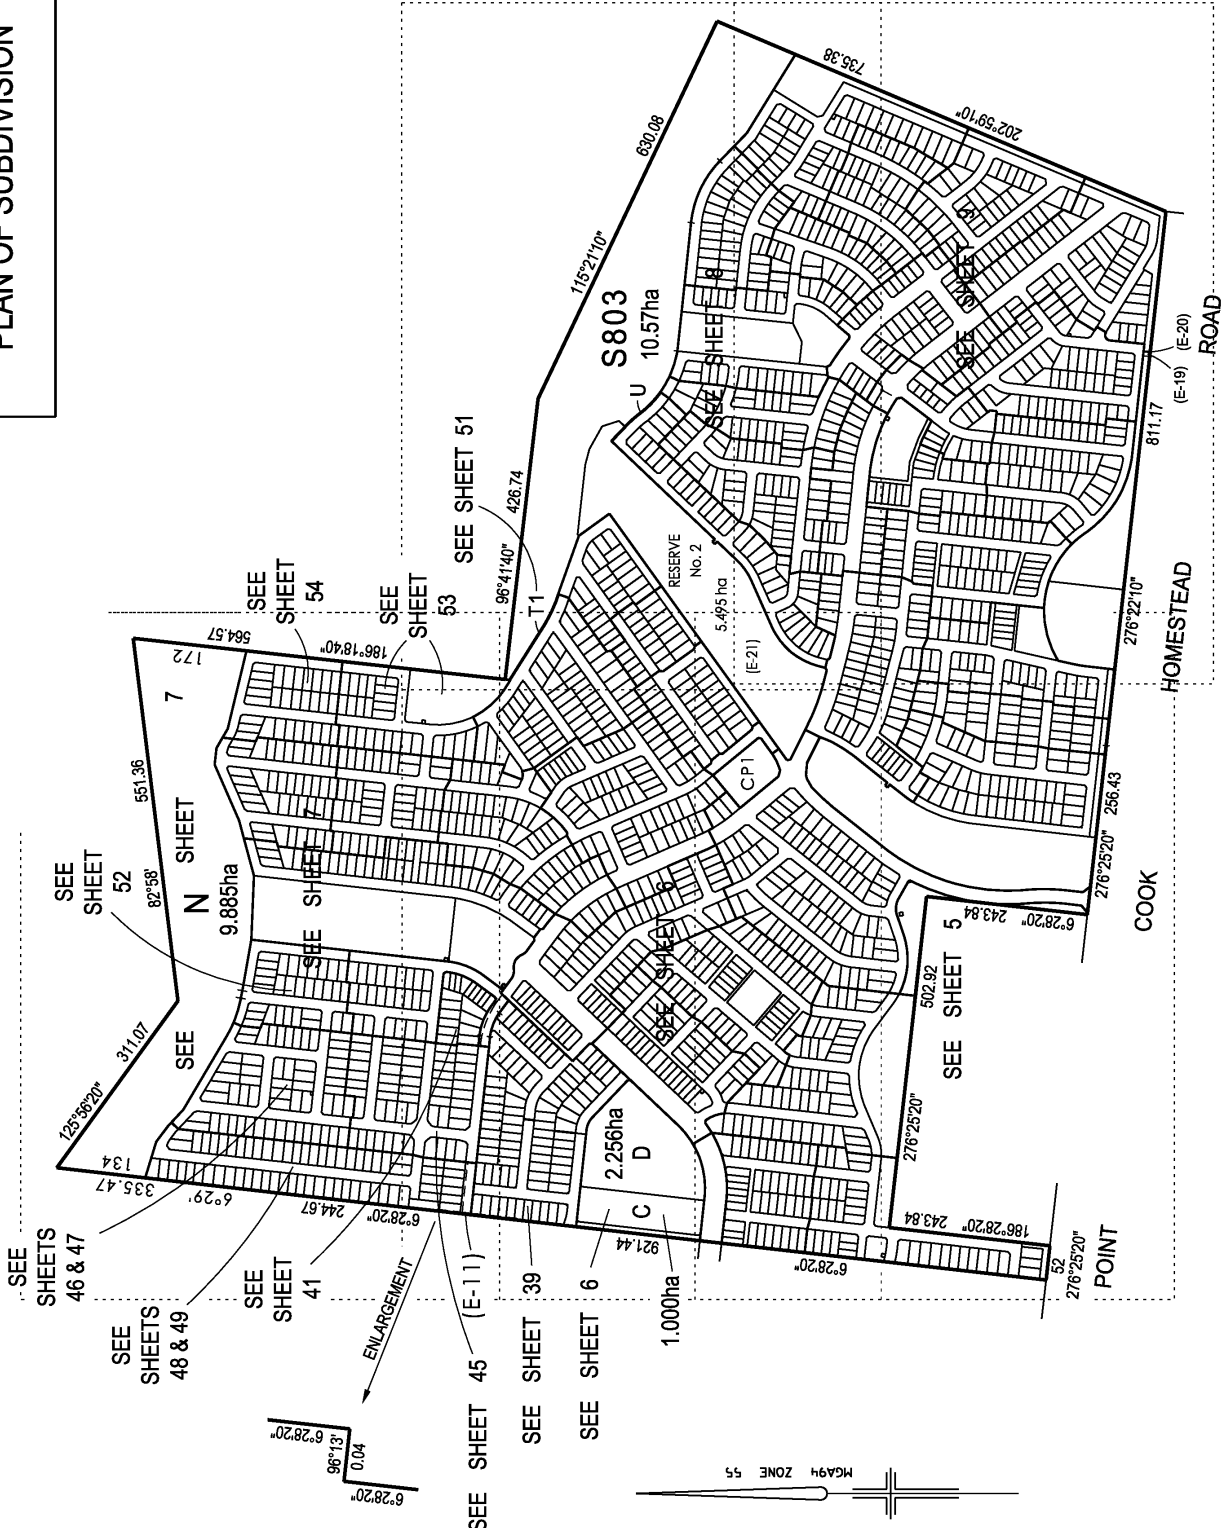 PLAN OF SUBDIVISION
735.38
202°59'10"
630.08
115°21'10"
S803
10.57ha
U
SEE SHEET 8
SEE SHEET 9
(E-20)
(E-19)
ROAD
811.17
SEE SHEET 51
426.74
96°41'40"
T1
RESERVE
No. 2
5.495 ha
(E-21)
276°22'10"
HOMESTEAD
SEE
SHEET
54
SEE
SHEET
53
564.57
186°18'40"
172
7
551.36
82°58'
SEE SHEET
N
9.885ha
SEE SHEET 7
SEE
SHEET
52
CP1
256.43
276°25'20"
COOK
243.84
6°28'20"
SEE SHEET 6
502.92
SEE SHEET 5
276°25'20"
311.07
125°56'20"
134
335.47
6°29'
244.67
6°28'20"
2.256ha
D
C
921.44
6°28'20"
243.84
186°28'20"
52
276°25'20"
POINT
SEE
SHEETS
46 & 47
SEE
SHEETS
48 & 49
SEE
SHEET
41
(E-11)
ENLARGEMENT
SEE SHEET 45
SEE SHEET 39
SEE SHEET 6
1.000ha
6°28'20"
96°13'
0.04
6°28'20"
MGA94 ZONE 55